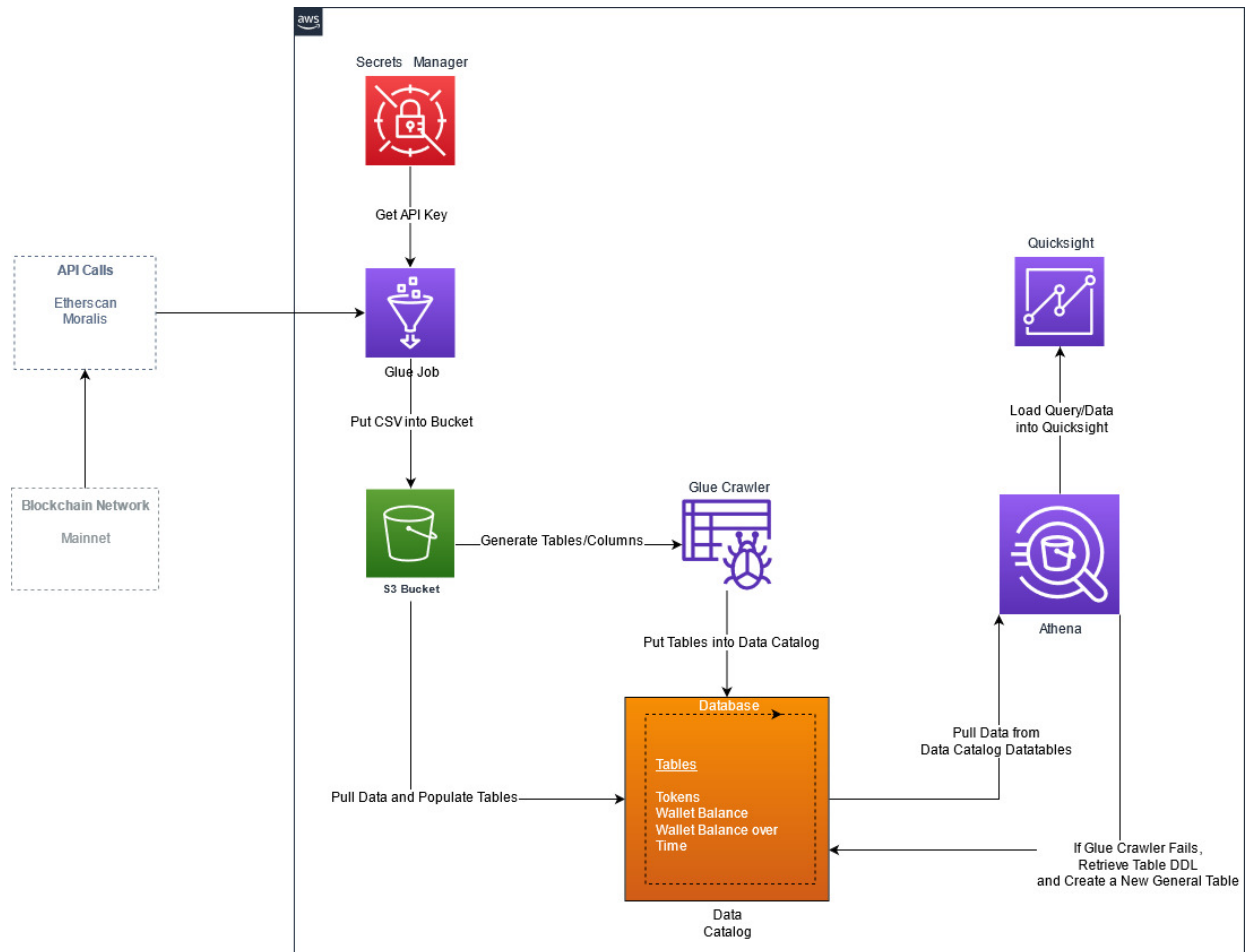 aws
Secrets Manager
Get API Key
API Calls
Etherscan
Moralis
Glue Job
Put CSV into Bucket
Blockchain Network
Mainnet
S3 Bucket
Generate Tables/Columns
Glue Crawler
Put Tables into Data Catalog
Quicksight
Load Query/Data
into Quicksight
Athena
Pull Data from
Data Catalog Datatables
Pull Data and Populate Tables
Database
Tables
Tokens
Wallet Balance
Wallet Balance over
Time
Data
Catalog
If Glue Crawler Fails,
Retrieve Table DDL
and Create a New General Table